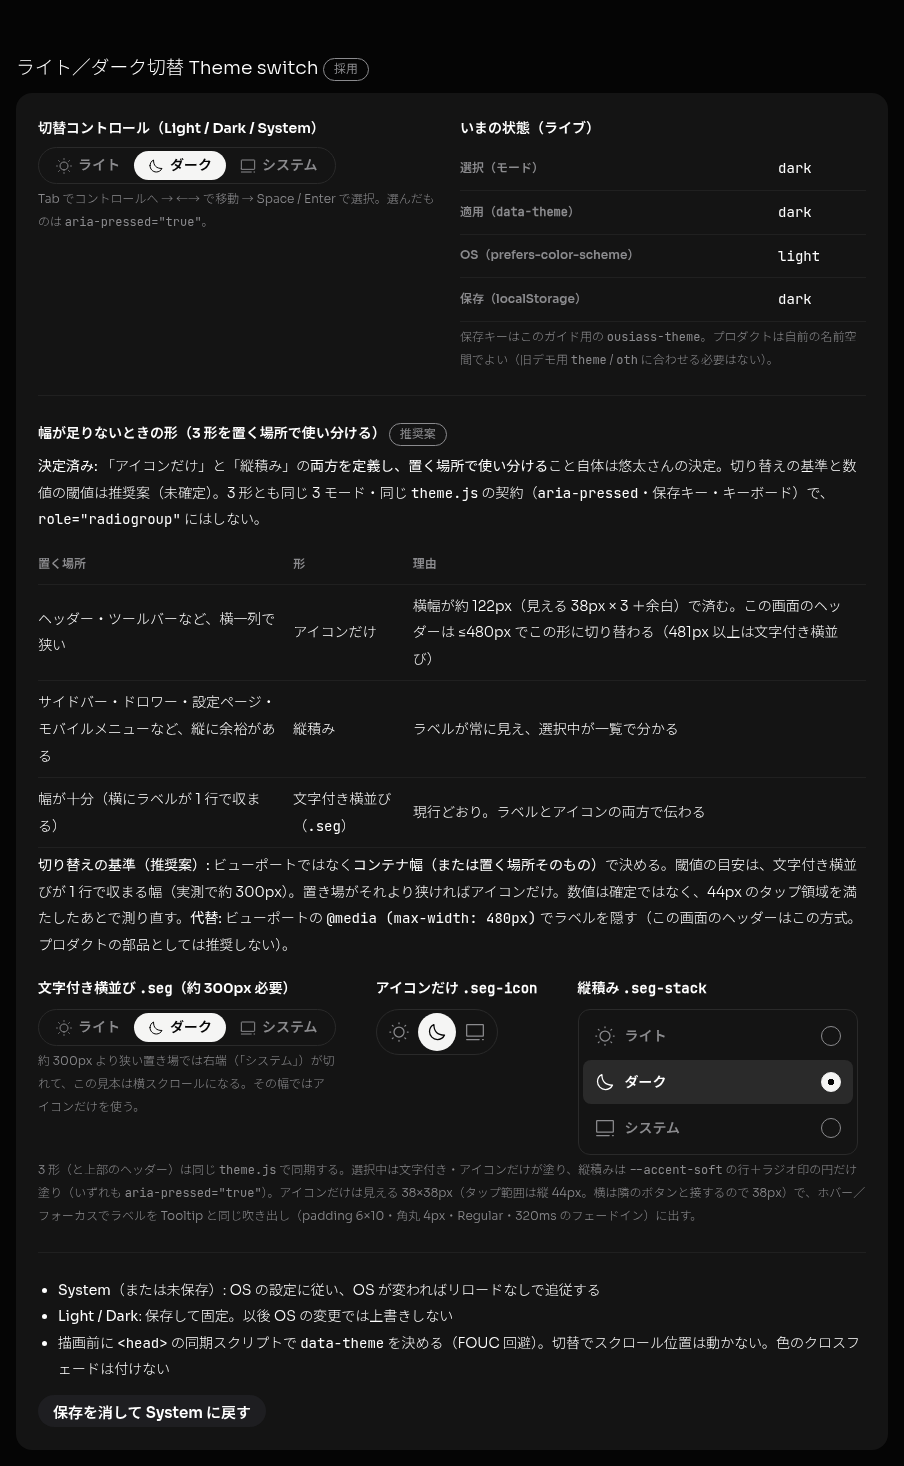 ライト／ダーク切替 Theme switch 採用
切替コントロール（Light / Dark / System）
ライト ダーク システム
Tab でコントロールへ → ←→ で移動 → Space / Enter で選択。選んだも
のは aria-pressed="true"。
いまの状態（ライブ）
選択（モード） dark
適用（data-theme） dark
OS（prefers-color-scheme） light
保存（localStorage） dark
保存キーはこのガイド用の ousiass-theme。プロダクトは自前の名前空
間でよい（旧デモ用 theme / oth に合わせる必要はない）。
幅が足りないときの形（3 形を置く場所で使い分ける） 推奨案
決定済み: 「アイコンだけ」と「縦積み」の両方を定義し、置く場所で使い分けること自体は悠太さんの決定。切り替えの基準と数
値の閾値は推奨案（未確定）。3 形とも同じ 3 モード・同じ theme.js の契約（aria-pressed・保存キー・キーボード）で、
role="radiogroup" にはしない。
置く場所 形 理由
ヘッダー・ツールバーなど、横一列で
狭い
アイコンだけ
横幅が約 122px（見える 38px × 3 ＋余白）で済む。この画面のヘッ
ダーは ≤480px でこの形に切り替わる（481px 以上は文字付き横並
び）
サイドバー・ドロワー・設定ページ・
モバイルメニューなど、縦に余裕があ
る
縦積み
ラベルが常に見え、選択中が一覧で分かる
幅が十分（横にラベルが 1 行で収ま
る）
文字付き横並び
（.seg）
現行どおり。ラベルとアイコンの両方で伝わる
切り替えの基準（推奨案）: ビューポートではなくコンテナ幅（または置く場所そのもの）で決める。閾値の目安は、文字付き横並
びが 1 行で収まる幅（実測で約 300px）。置き場がそれより狭ければアイコンだけ。数値は確定ではなく、44px のタップ領域を満
たしたあとで測り直す。代替: ビューポートの @media (max-width: 480px) でラベルを隠す（この画面のヘッダーはこの方式。
プロダクトの部品としては推奨しない）。
文字付き横並び .seg（約 300px 必要）
ライト ダーク システム
約 300px より狭い置き場では右端（「システム」）が切
れて、この見本は横スクロールになる。その幅ではア
イコンだけを使う。
アイコンだけ .seg-icon
縦積み .seg-stack
ライト
ダーク
システム
3 形（と上部のヘッダー）は同じ theme.js で同期する。選択中は文字付き・アイコンだけが塗り、縦積みは --accent-soft の行＋ラジオ印の円だけ
塗り（いずれも aria-pressed="true"）。アイコンだけは見える 38×38px（タップ範囲は縦 44px。横は隣のボタンと接するので 38px）で、ホバー／
フォーカスでラベルを Tooltip と同じ吹き出し（padding 6×10・角丸 4px・Regular・320ms のフェードイン）に出す。
• System（または未保存）: OS の設定に従い、OS が変わればリロードなしで追従する
• Light / Dark: 保存して固定。以後 OS の変更では上書きしない
• 描画前に <head> の同期スクリプトで data-theme を決める（FOUC 回避）。切替でスクロール位置は動かない。色のクロスフ
ェードは付けない
保存を消して System に戻す